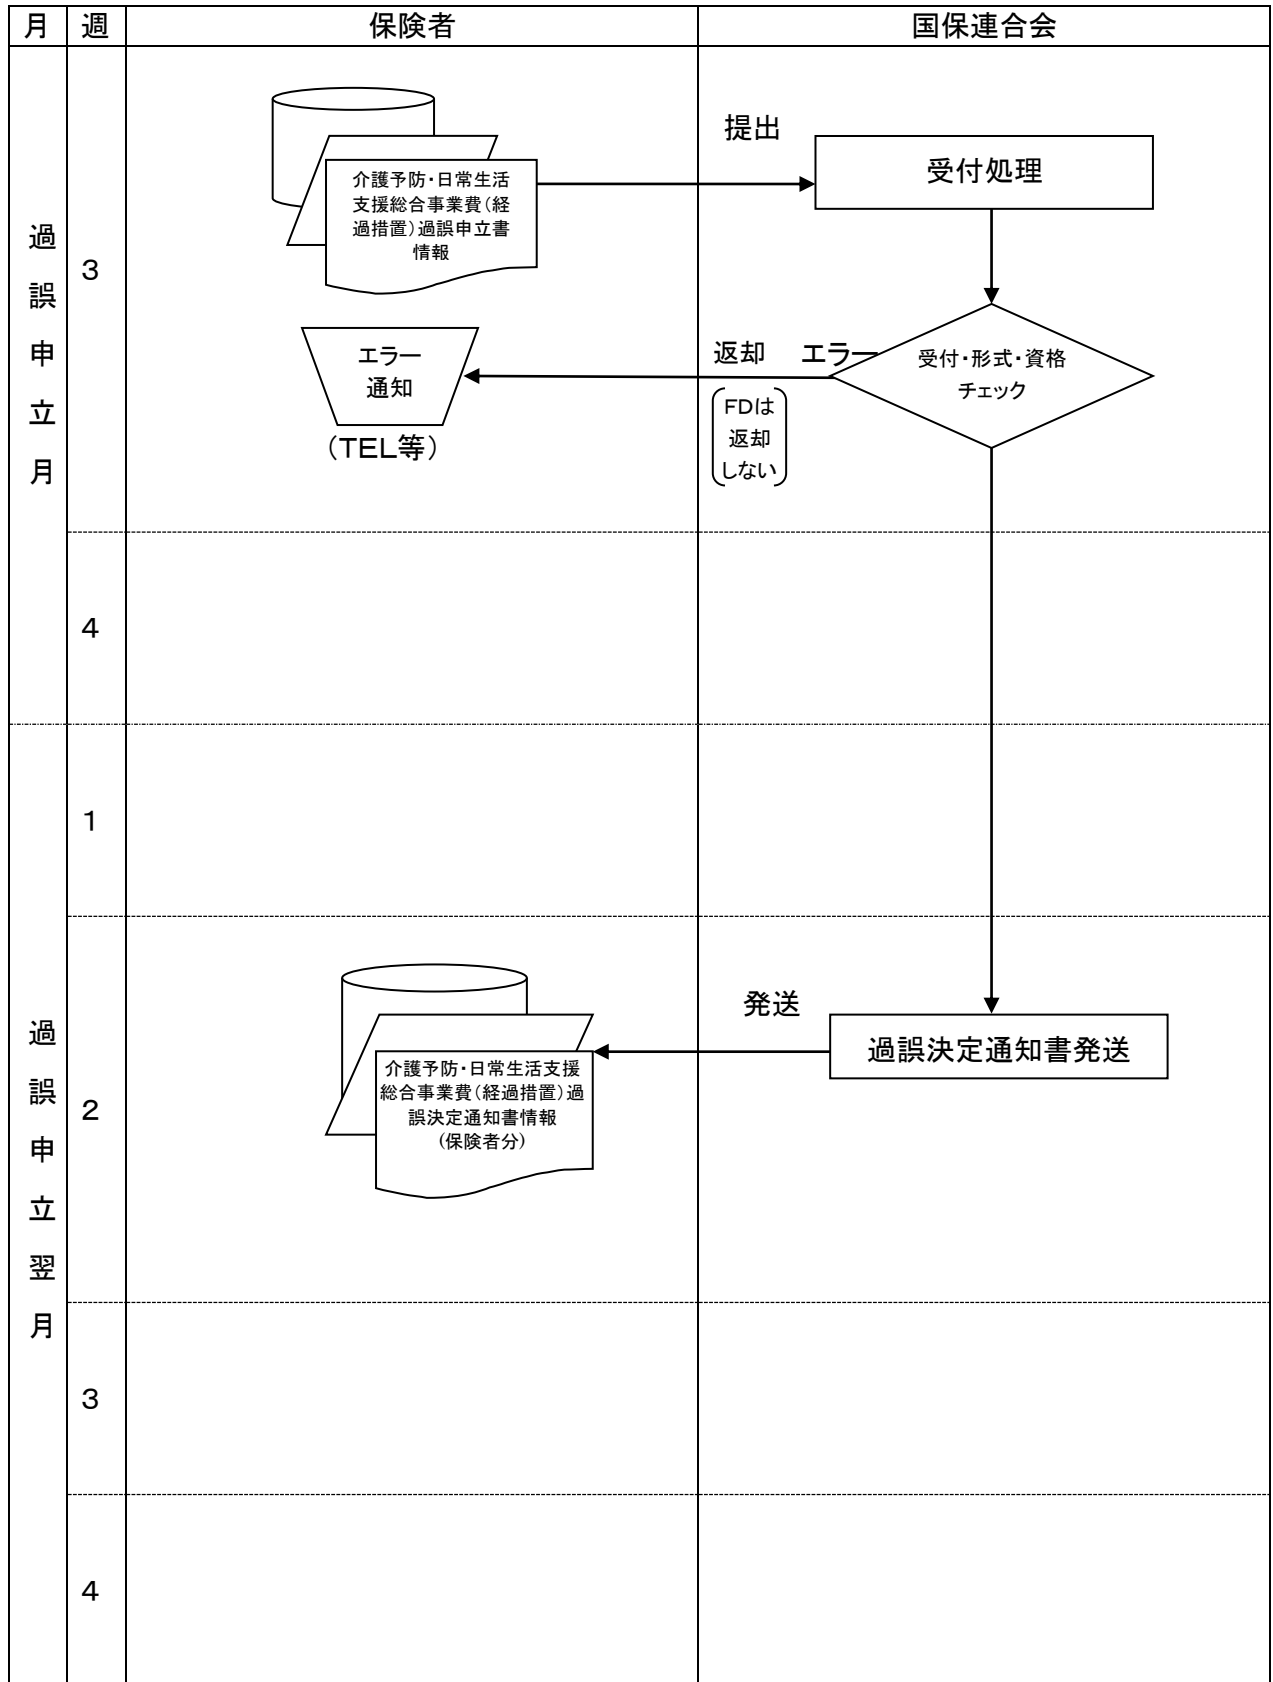 月 週 保険者 国保連合会
過誤申立月
3
介護予防・日常生活
支援総合事業費(経
過措置)過誤申立書
情報
提出
受付処理
エラー
通知
(TEL等)
返却 エラー
FDは
返却
しない
受付・形式・資格
チェック
4
過誤申立翌月
1
2
介護予防・日常生活支援
総合事業費(経過措置)過
誤決定通知書情報
(保険者分)
発送
過誤決定通知書発送
3
4